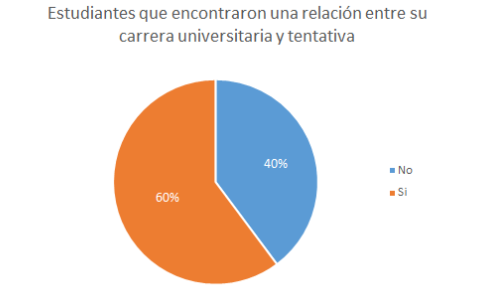 Estudiantes que encontraron una relación entre su
carrera universitaria y tentativa
40%
60%
No
Si